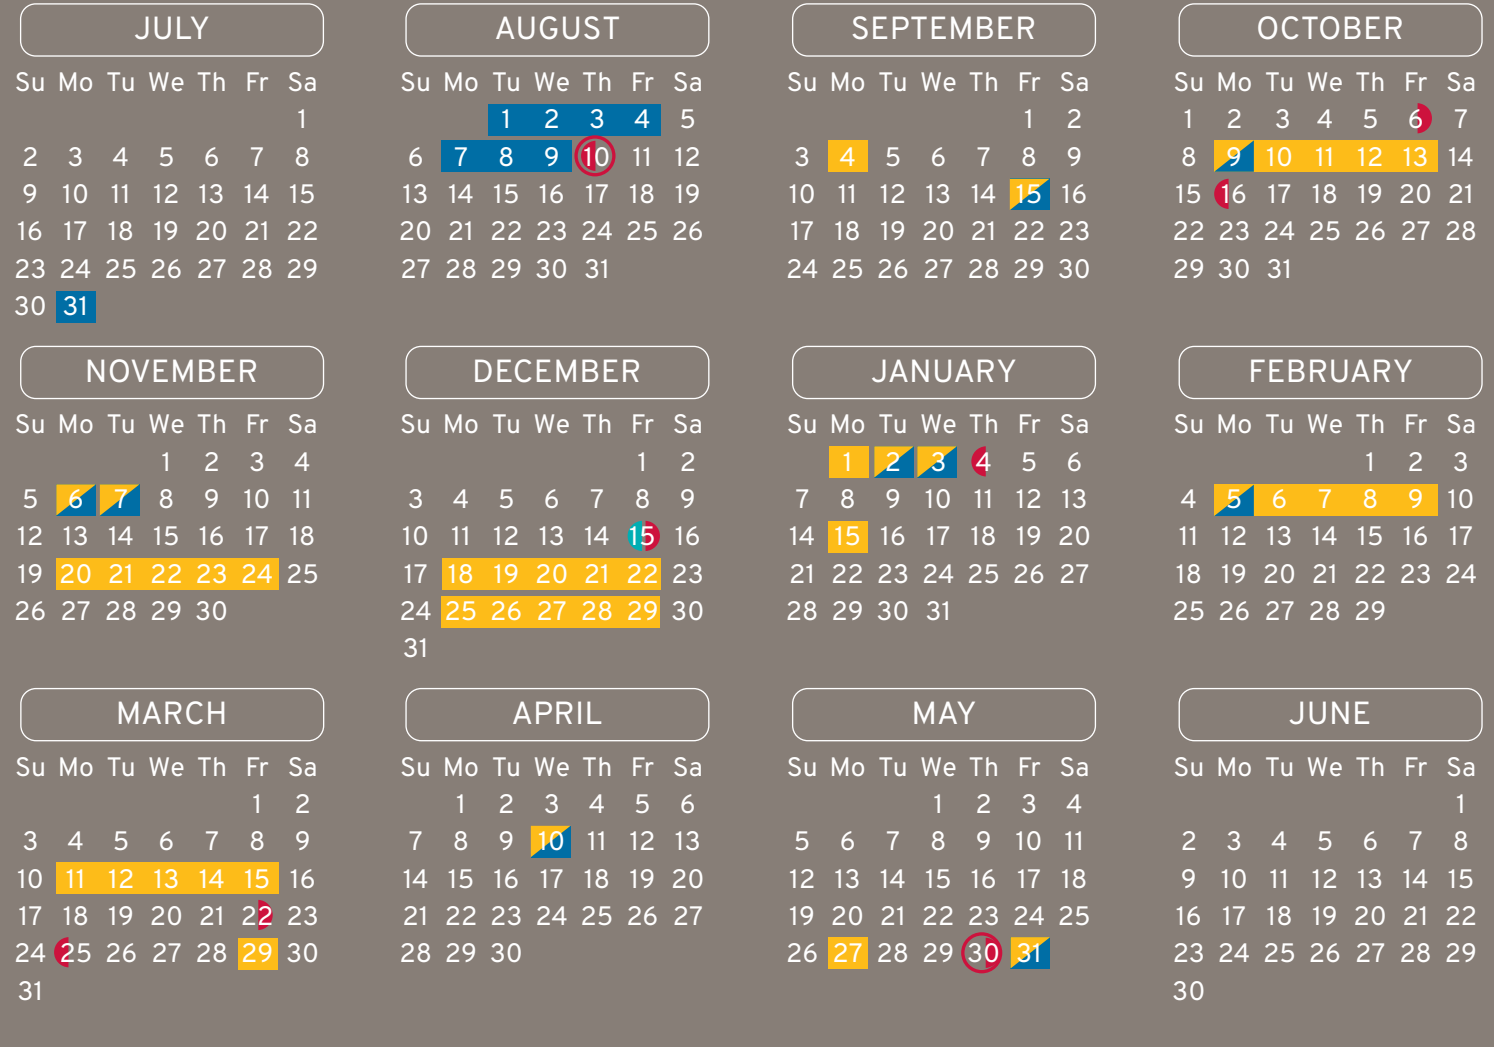 JULY
Su Mo Tu We Th Fr Sa
1
2 3 4 5 6 7 8
9 10 11 12 13 14 15
16 17 18 19 20 21 22
23 24 25 26 27 28 29
30 31
AUGUST
Su Mo Tu We Th Fr Sa
1 2 3 4 5
6 7 8 9 10 11 12
13 14 15 16 17 18 19
20 21 22 23 24 25 26
27 28 29 30 31
SEPTEMBER
Su Mo Tu We Th Fr Sa
1 2
3 4 5 6 7 8 9
10 11 12 13 14 15 16
17 18 19 20 21 22 23
24 25 26 27 28 29 30
OCTOBER
Su Mo Tu We Th Fr Sa
1 2 3 4 5 6 7
8 9 10 11 12 13 14
15 16 17 18 19 20 21
22 23 24 25 26 27 28
29 30 31
NOVEMBER
Su Mo Tu We Th Fr Sa
1 2 3 4
5 6 7 8 9 10 11
12 13 14 15 16 17 18
19 20 21 22 23 24 25
26 27 28 29 30
DECEMBER
Su Mo Tu We Th Fr Sa
1 2
3 4 5 6 7 8 9
10 11 12 13 14 15 16
17 18 19 20 21 22 23
24 25 26 27 28 29 30
31
JANUARY
Su Mo Tu We Th Fr Sa
1 2 3 4 5 6
7 8 9 10 11 12 13
14 15 16 17 18 19 20
21 22 23 24 25 26 27
28 29 30 31
FEBRUARY
Su Mo Tu We Th Fr Sa
1 2 3
4 5 6 7 8 9 10
11 12 13 14 15 16 17
18 19 20 21 22 23 24
25 26 27 28 29
MARCH
Su Mo Tu We Th Fr Sa
1 2
3 4 5 6 7 8 9
10 11 12 13 14 15 16
17 18 19 20 21 22 23
24 25 26 27 28 29 30
31
APRIL
Su Mo Tu We Th Fr Sa
1 2 3 4 5 6
7 8 9 10 11 12 13
14 15 16 17 18 19 20
21 22 23 24 25 26 27
28 29 30
MAY
Su Mo Tu We Th Fr Sa
1 2 3 4
5 6 7 8 9 10 11
12 13 14 15 16 17 18
19 20 21 22 23 24 25
26 27 28 29 30 31
JUNE
Su Mo Tu We Th Fr Sa
1
2 3 4 5 6 7 8
9 10 11 12 13 14 15
16 17 18 19 20 21 22
23 24 25 26 27 28 29
30